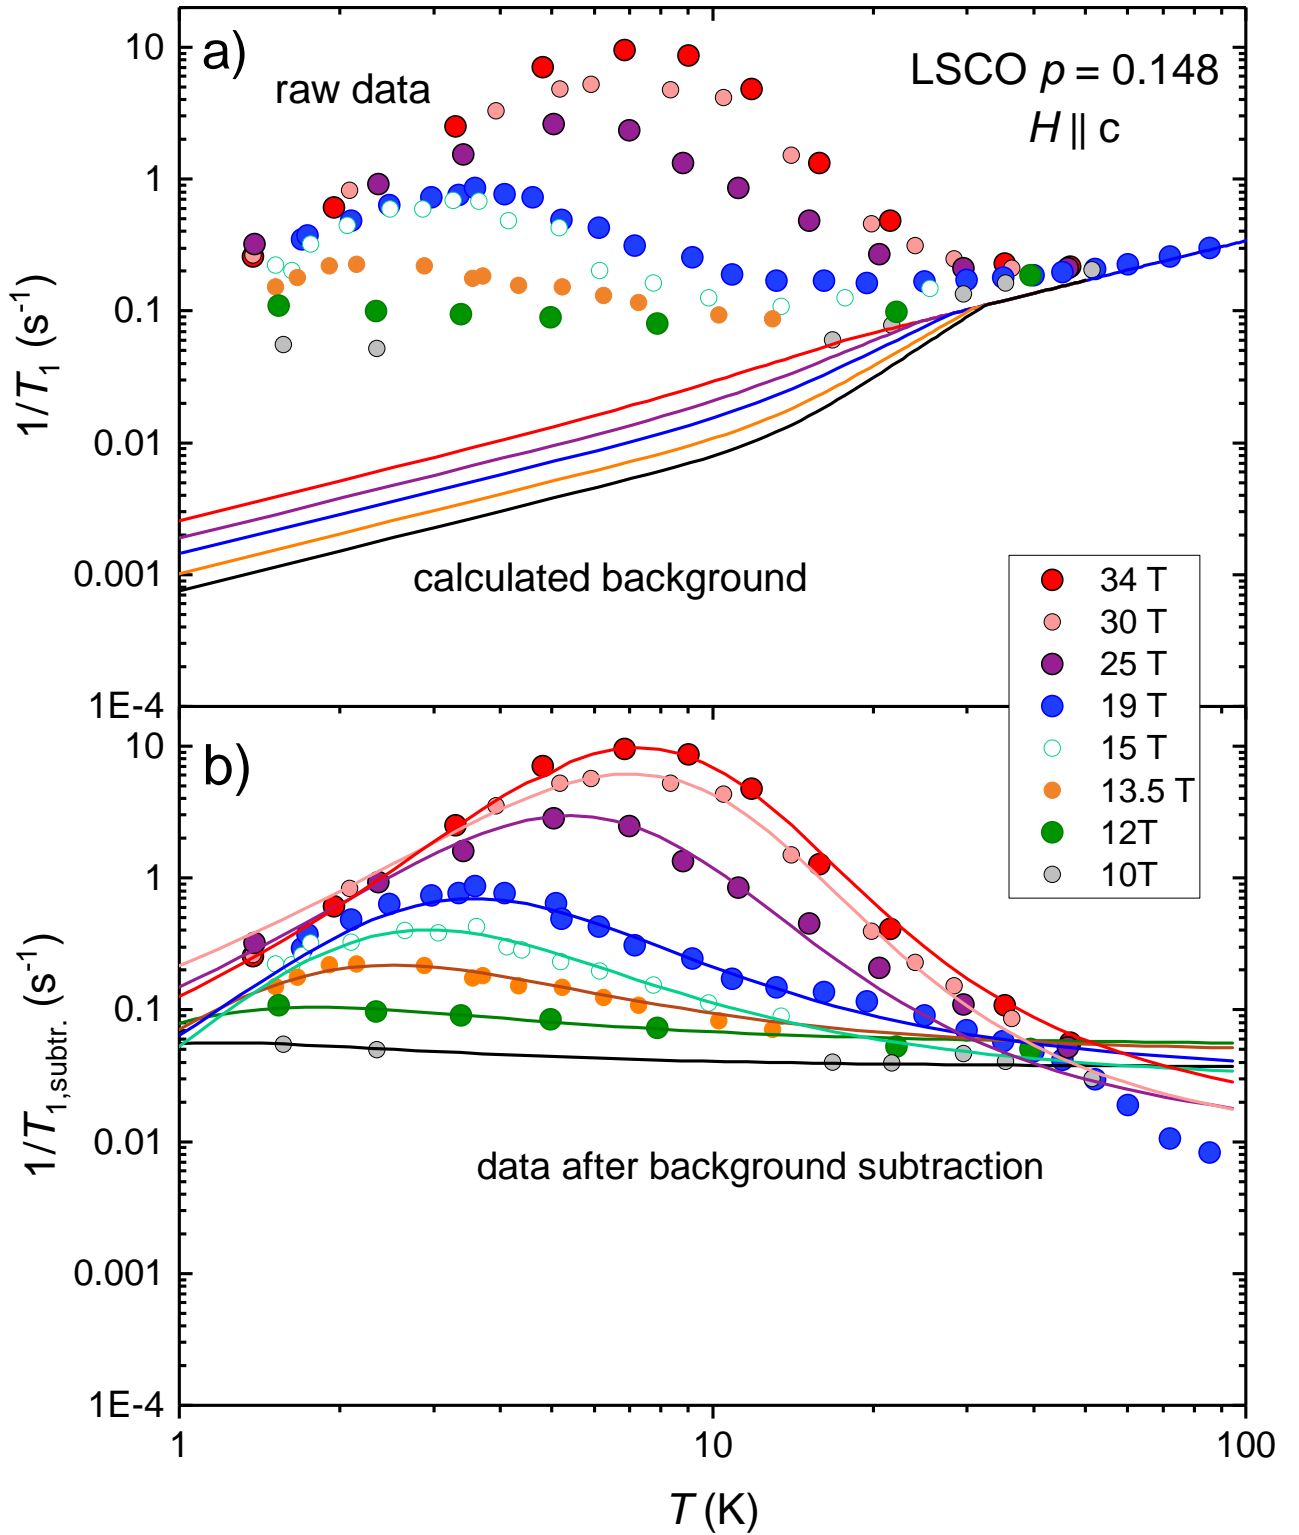 a)
raw data
LSCO p = 0.148
H || c
10
1
0.1
0.01
0.001
1E-4
1/T1 (s-1)
calculated background
34 T
30 T
25 T
19 T
15 T
13.5 T
12T
10T
b)
10
1
0.1
0.01
0.001
1E-4
1/T1,subtr. (s-1)
data after background subtraction
1
10
100
T (K)